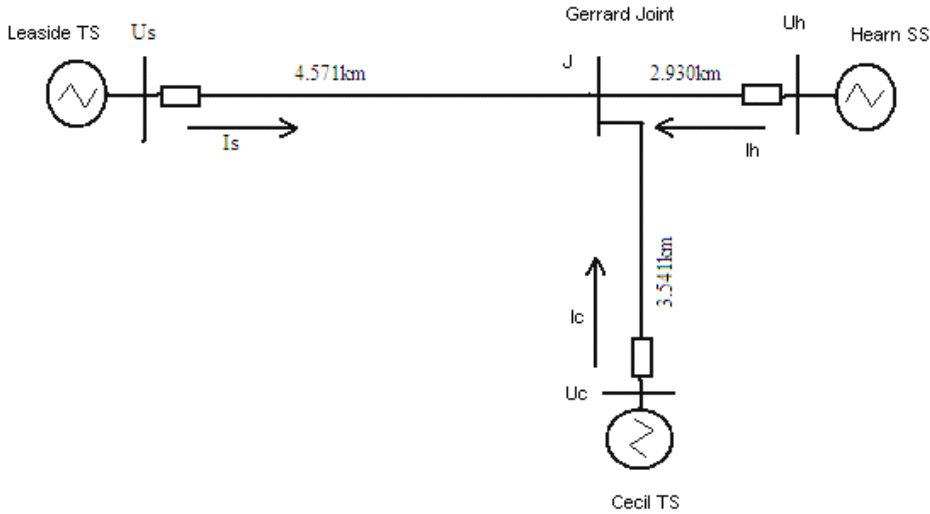 Gerrard Joint
Leaside TS
Us
Uh
Hearn SS
J
4.571km
2.930km
Is
Ih
3.541km
Ic
Uc
Cecil TS